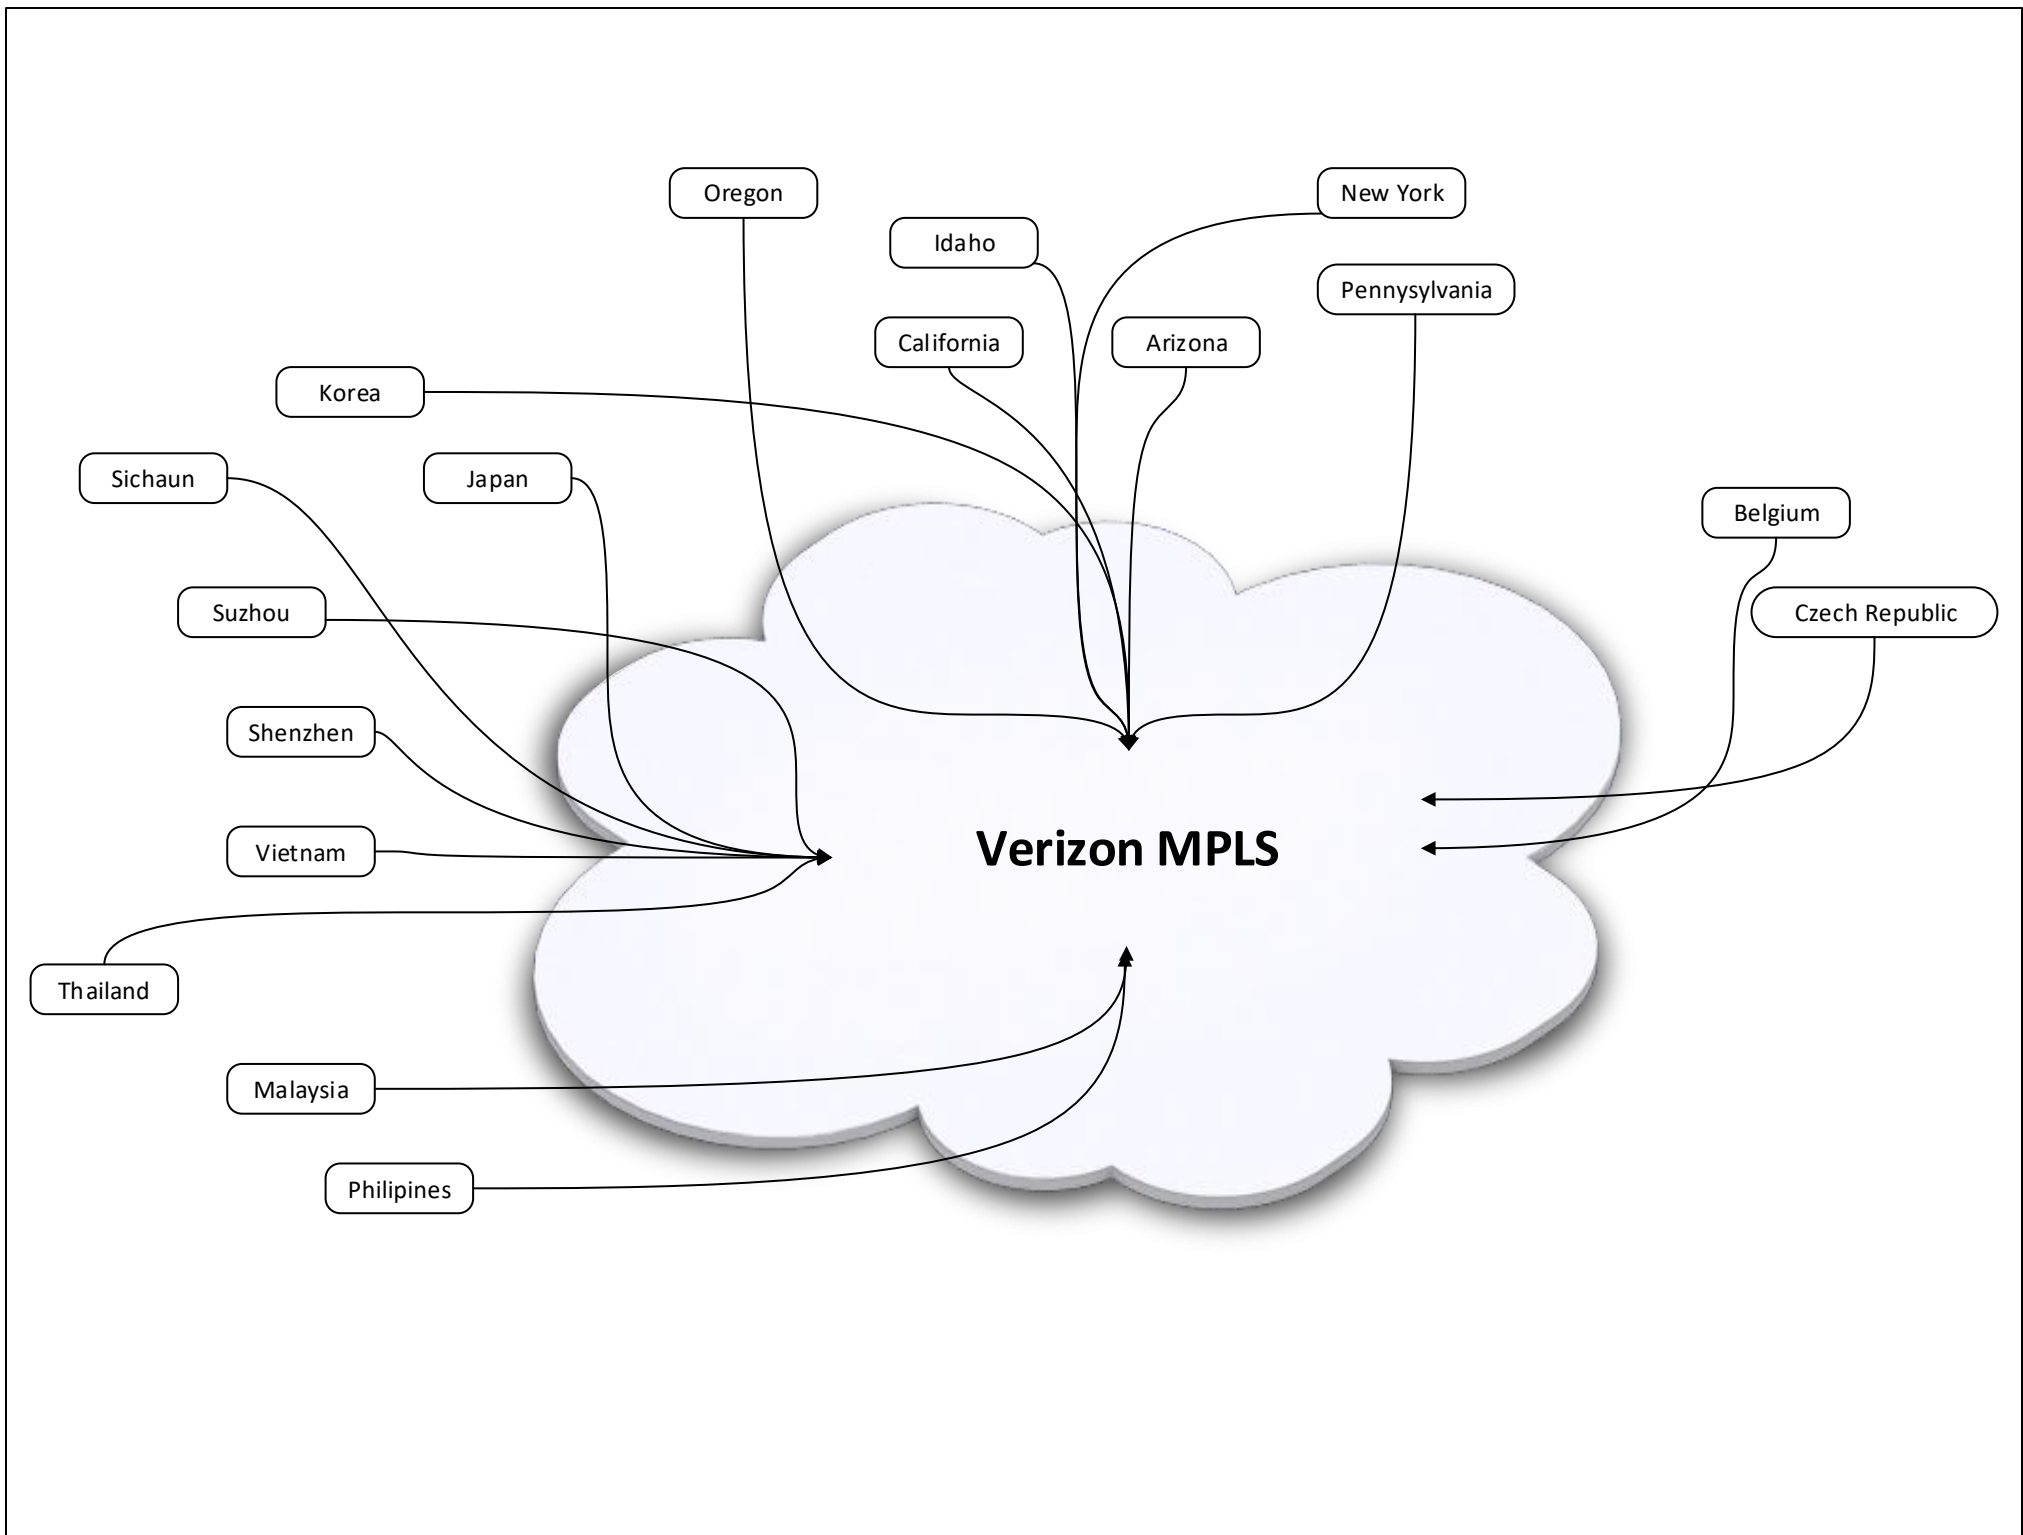 Oregon
New York
Idaho
Pennysylvania
California
Arizona
Korea
Sichaun
Japan
Belgium
Suzhou
Czech Republic
Shenzhen
Vietnam
Verizon MPLS
Thailand
Malaysia
Philipines